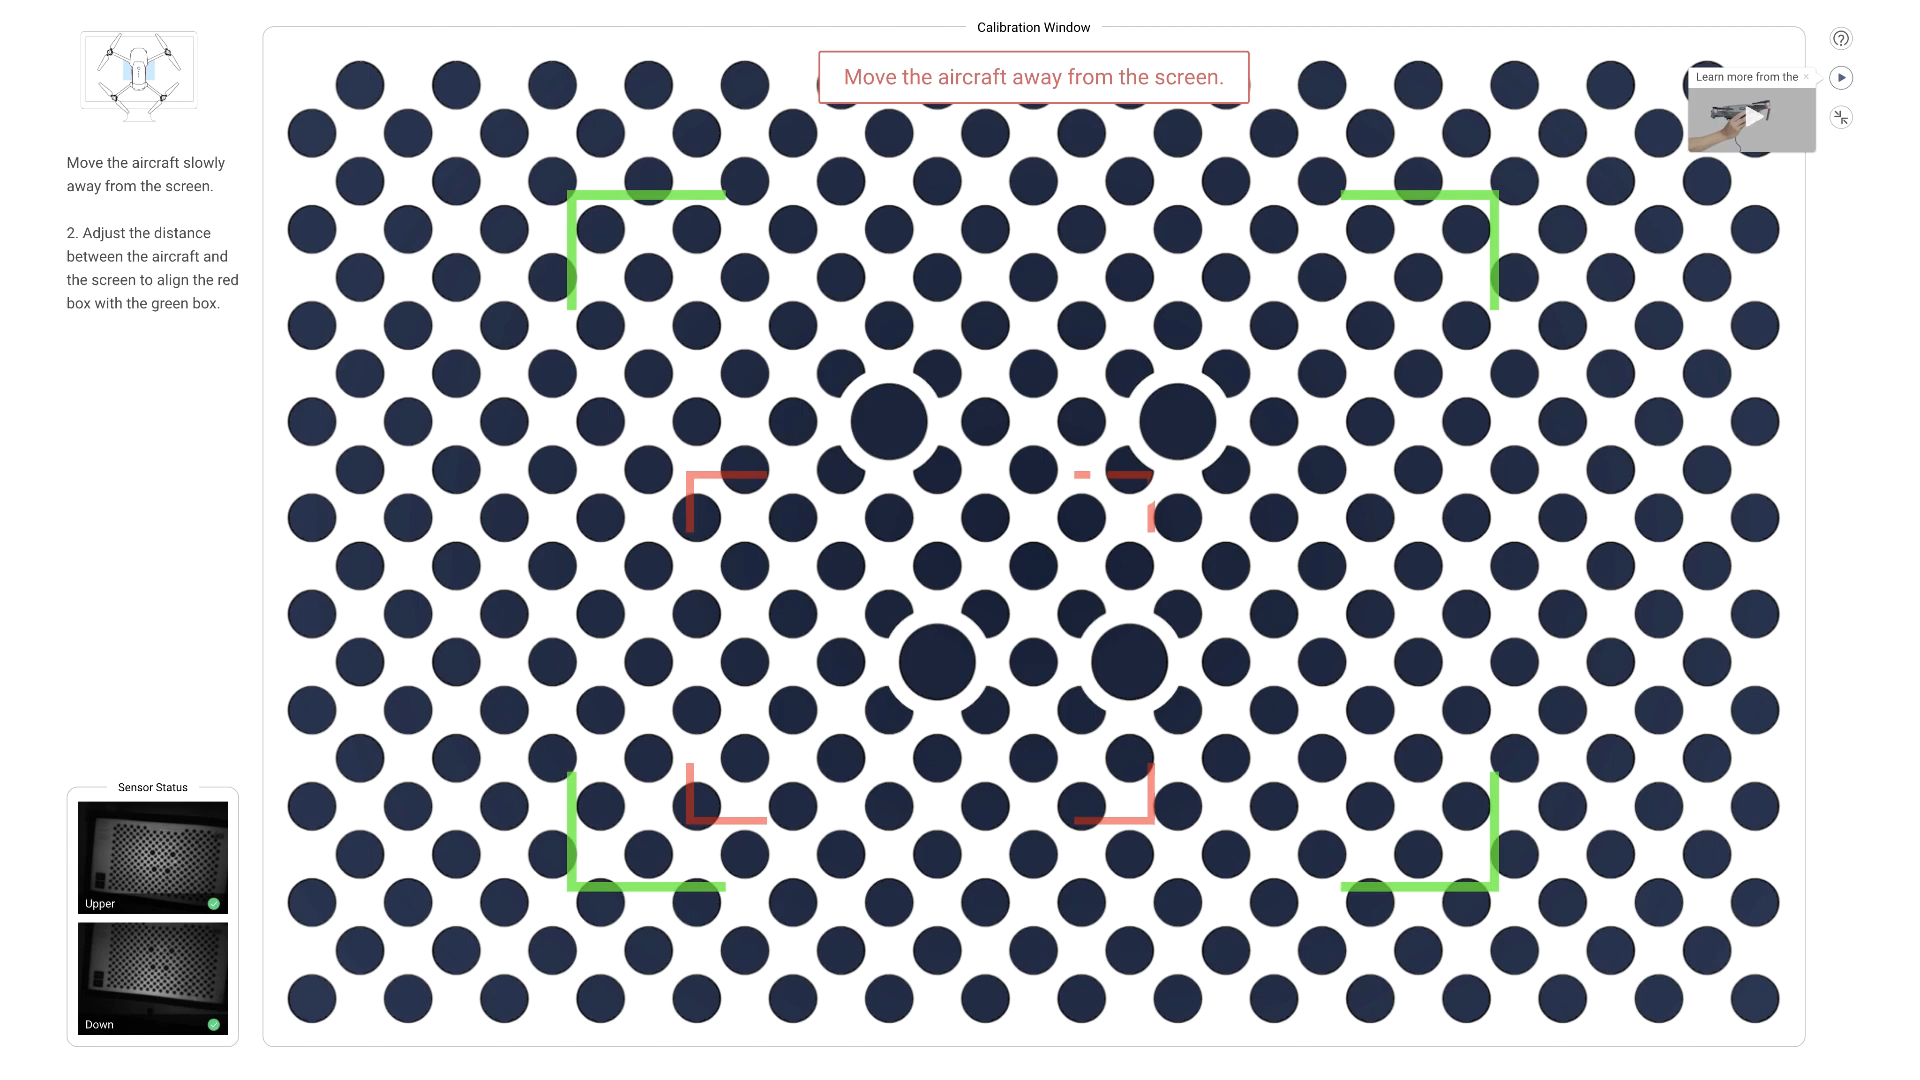 Calibration Window
Move the aircraft away from the screen.
Learn more from the
Move the aircraft slowly
away from the screen.
2. Adjust the distance
between the aircraft and
the screen to align the red
box with the green box.
Sensor Status
Upper
Down